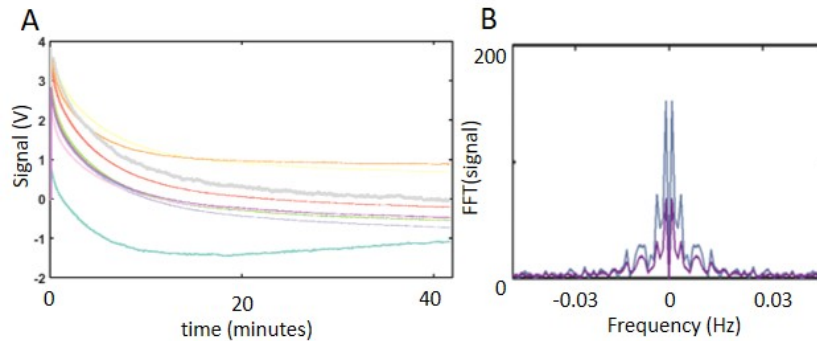 A
4
3
2
1
0
-1
-2
Signal (V)
0
20
40
time (minutes)
B
200
0
FFT(signal)
-0.03
0
0.03
Frequency (Hz)